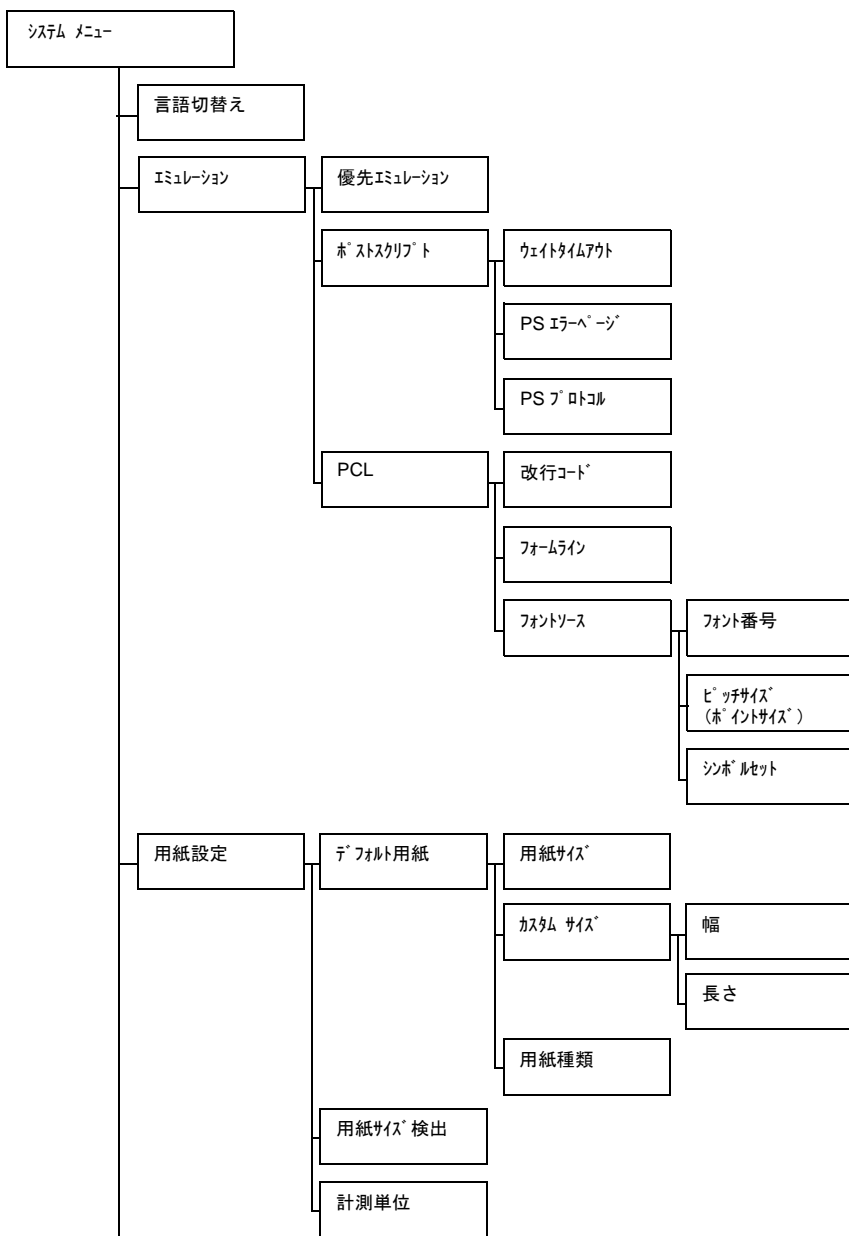 ｼｽﾃﾑ ﾒﾆｭｰ
言語切替え
ｴﾐｭﾚｰｼｮﾝ
優先ｴﾐｭﾚｰｼｮﾝ
ﾎﾟｽﾄｽｸﾘﾌﾟﾄ
ｳｪｲﾄﾀｲﾑｱｳﾄ
PS ｴﾗｰﾍﾟｰｼﾞ
PS ﾌﾟﾛﾄｺﾙ
PCL
改行ｺｰﾄﾞ
ﾌｫｰﾑﾗｲﾝ
ﾌｫﾝﾄｿｰｽ
ﾌｫﾝﾄ番号
ﾋﾟｯﾁｻｲｽﾞ
(ﾎﾟｲﾝﾄｻｲｽﾞ)
ｼﾝﾎﾞﾙｾｯﾄ
用紙設定
ﾃﾞﾌｫﾙﾄ用紙
用紙ｻｲｽﾞ
ｶｽﾀﾑ ｻｲｽﾞ
幅
長さ
用紙種類
用紙ｻｲｽﾞ検出
計測単位